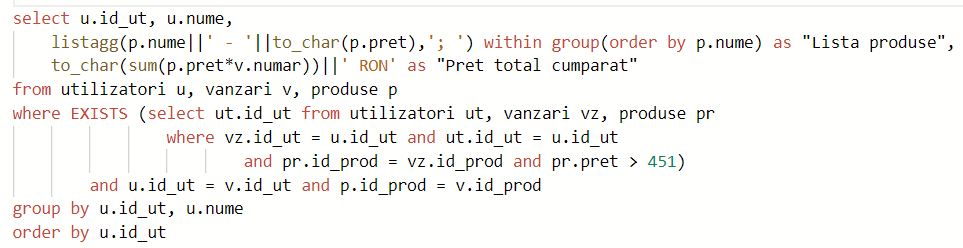 select u.id_ut, u.nume,
listagg(p.nume||' - '||to_char(p.pret),'; ') within group(order by p.nume) as "Lista produse",
to_char(sum(p.pret*v.numar))||' RON' as "Pret total cumparat"
from utilizatori u, vanzari v, produse p
where EXISTS (select ut.id_ut from utilizatori ut, vanzari vz, produse pr
where vz.id_ut = u.id_ut and ut.id_ut = u.id_ut
and pr.id_prod = vz.id_prod and pr.pret > 451)
and u.id_ut = v.id_ut and p.id_prod = v.id_prod
group by u.id_ut, u.nume
order by u.id_ut